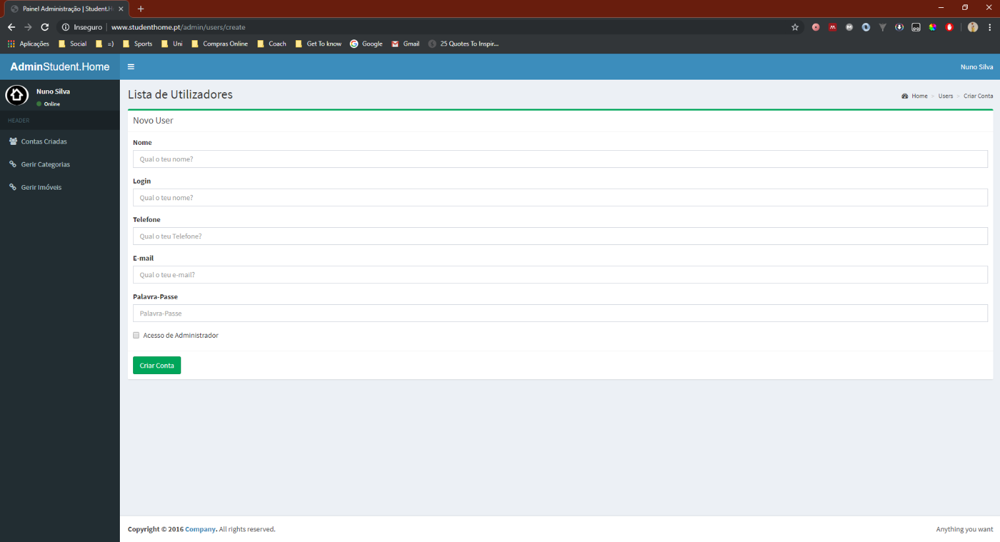 Painel Administração | Student.H
Inseguro | www.studenthome.pt/admin/users/create
Aplicações Social =) Sports Uni Compras Online Coach Get To know Google Gmail 25 Quotes To Inspir...
AdminStudent.Home
Nuno Silva
Nuno Silva
Online
HEADER
Contas Criadas
Gerir Categorias
Gerir Imóveis
Lista de Utilizadores
Home > Users > Criar Conta
Novo User
Nome
Qual o teu nome?
Login
Qual o teu nome?
Telefone
Qual o teu Telefone?
E-mail
Qual o teu e-mail?
Palavra-Passe
Palavra-Passe
Acesso de Administrador
Criar Conta
Copyright © 2016 Company. All rights reserved.
Anything you want